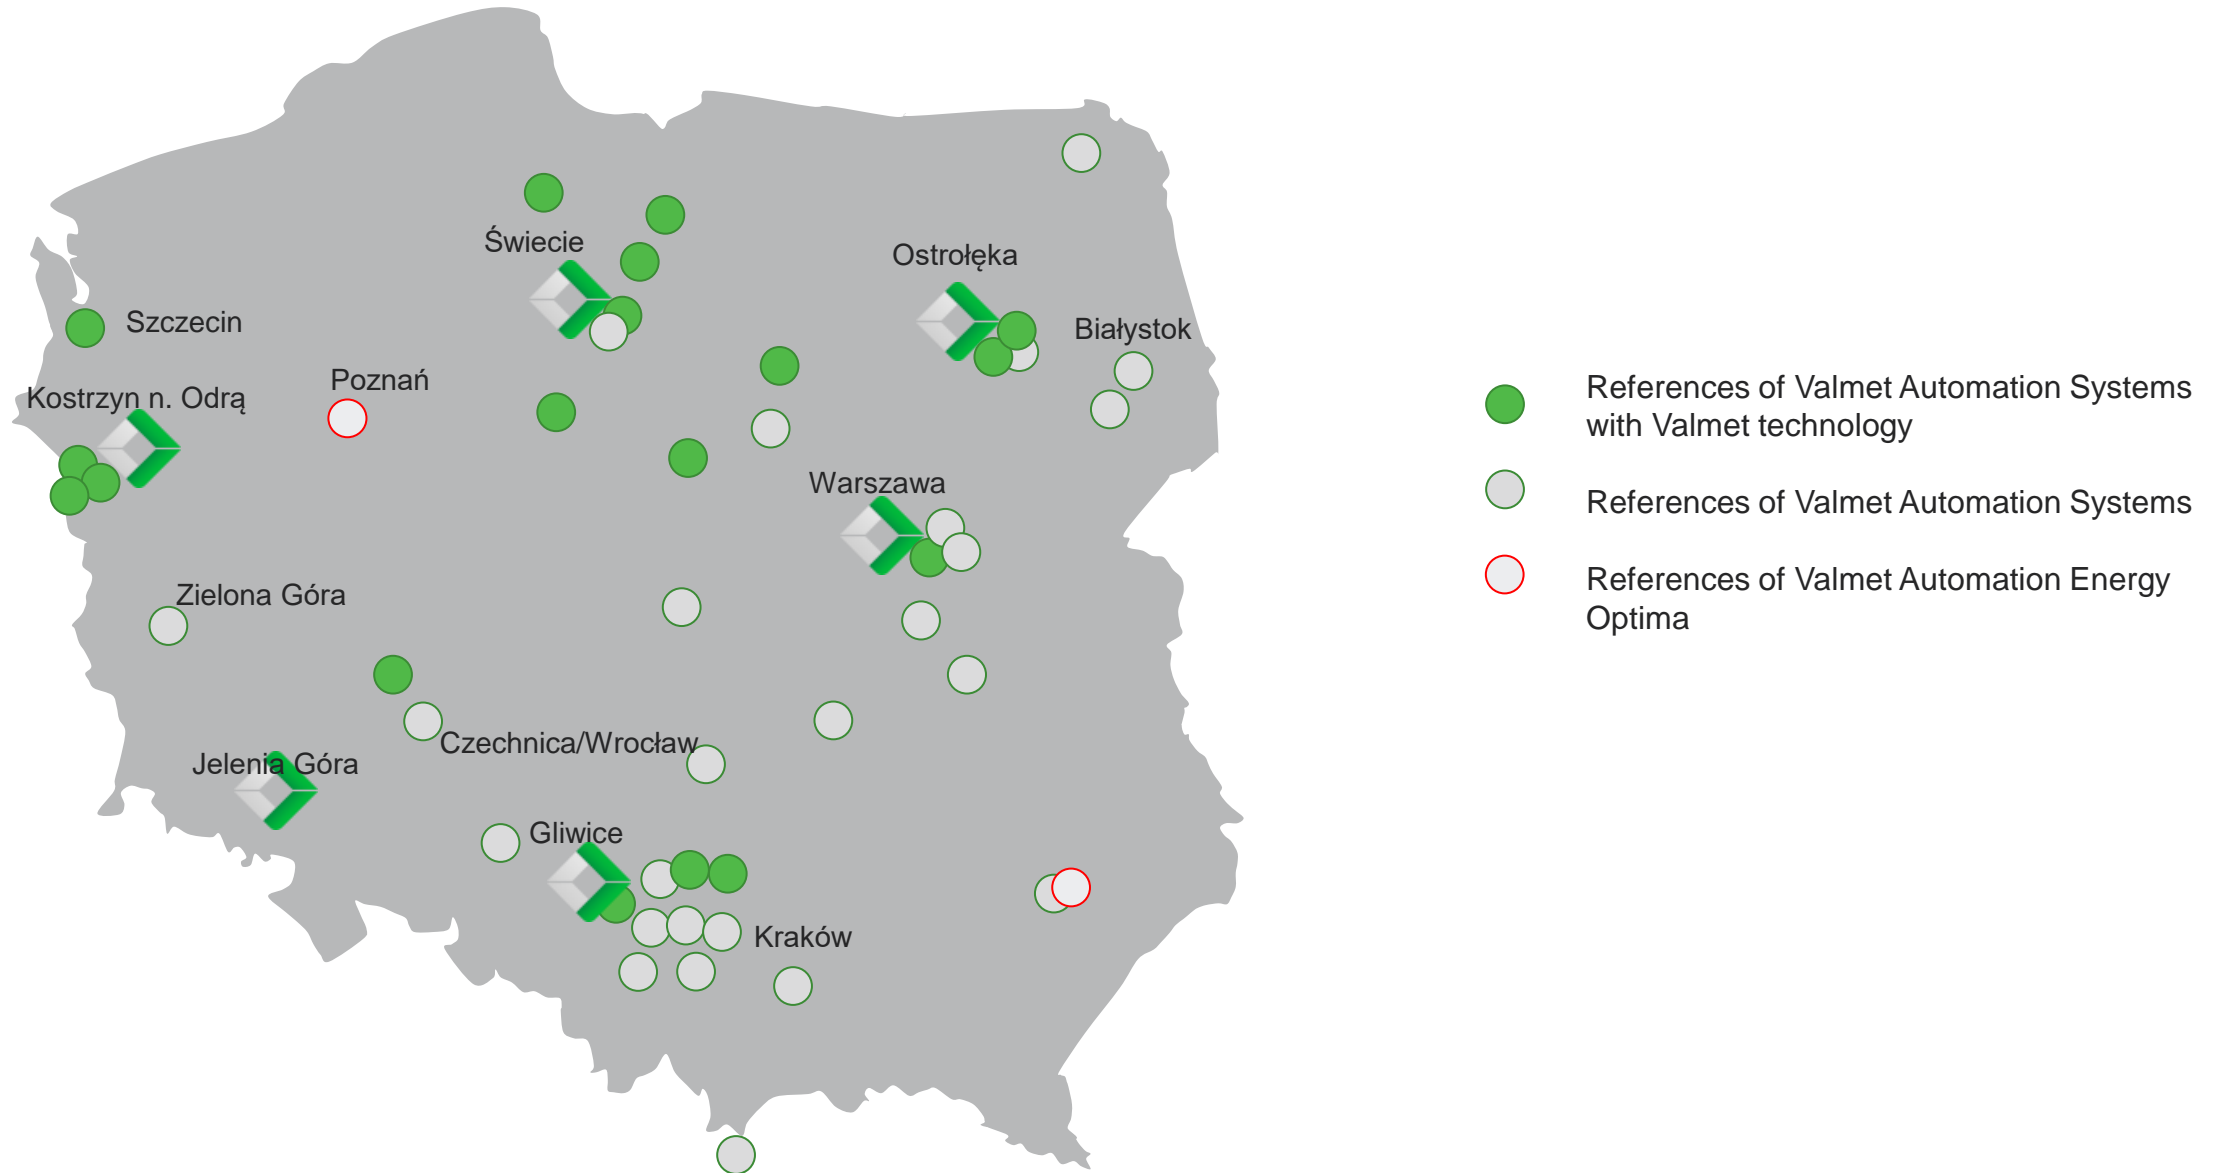 Świecie
Ostrołęka
Szczecin
Białystok
Poznań
Kostrzyn n. Odrą
Warszawa
Zielona Góra
Czechnica/Wrocław
Jelenia Góra
Gliwice
Kraków
References of Valmet Automation Systems
with Valmet technology
References of Valmet Automation Systems
References of Valmet Automation Energy
Optima